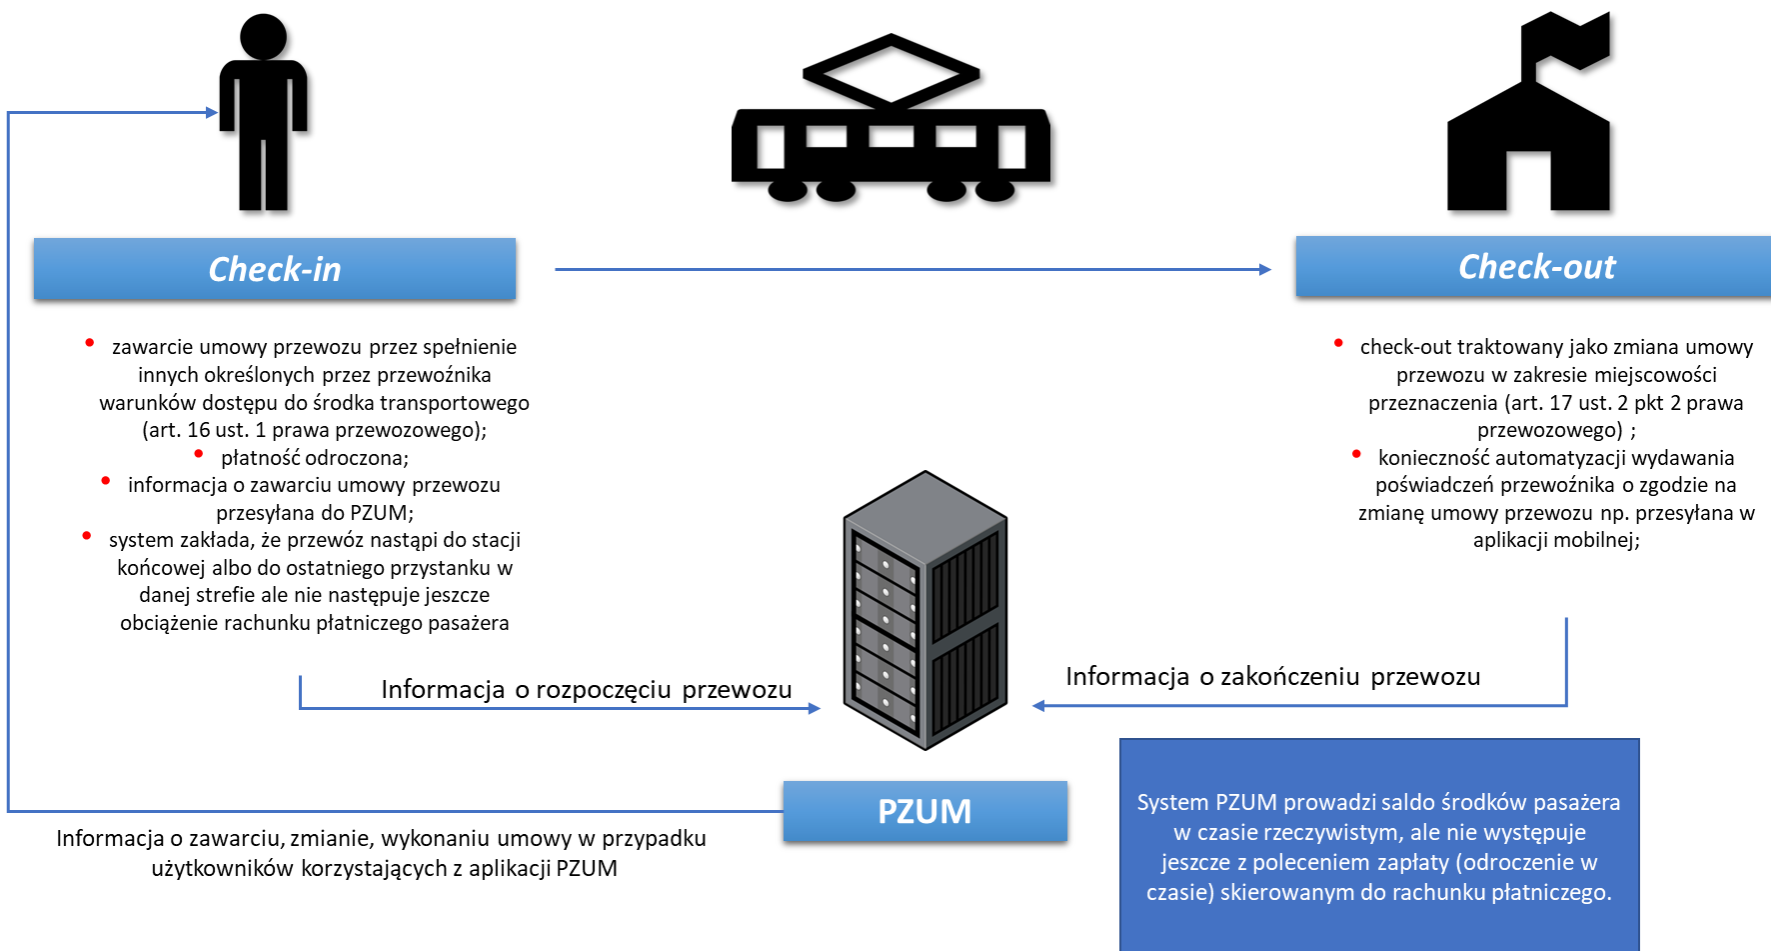 Check-in
Check-out
• zawarcie umowy przewozu przez spełnienie
innych określonych przez przewoźnika
warunków dostępu do środka transportowego
(art. 16 ust. 1 prawa przewozowego);
• płatność odroczona;
• informacja o zawarciu umowy przewozu
przesyłana do PZUM;
• system zakłada, że przewóz nastąpi do stacji
końcowej albo do ostatniego przystanku w
danej strefie ale nie następuje jeszcze
obciążenie rachunku płatniczego pasażera
• check-out traktowany jako zmiana umowy
przewozu w zakresie miejscowości
przeznaczenia (art. 17 ust. 2 pkt 2 prawa
przewozowego) ;
• konieczność automatyzacji wydawania
poświadczeń przewoźnika o zgodzie na
zmianę umowy przewozu np. przesyłana w
aplikacji mobilnej;
Informacja o rozpoczęciu przewozu
Informacja o zakończeniu przewozu
PZUM
Informacja o zawarciu, zmianie, wykonaniu umowy w przypadku
użytkowników korzystających z aplikacji PZUM
System PZUM prowadzi saldo środków pasażera
w czasie rzeczywistym, ale nie występuje
jeszcze z poleceniem zapłaty (odroczenie w
czasie) skierowanym do rachunku płatniczego.